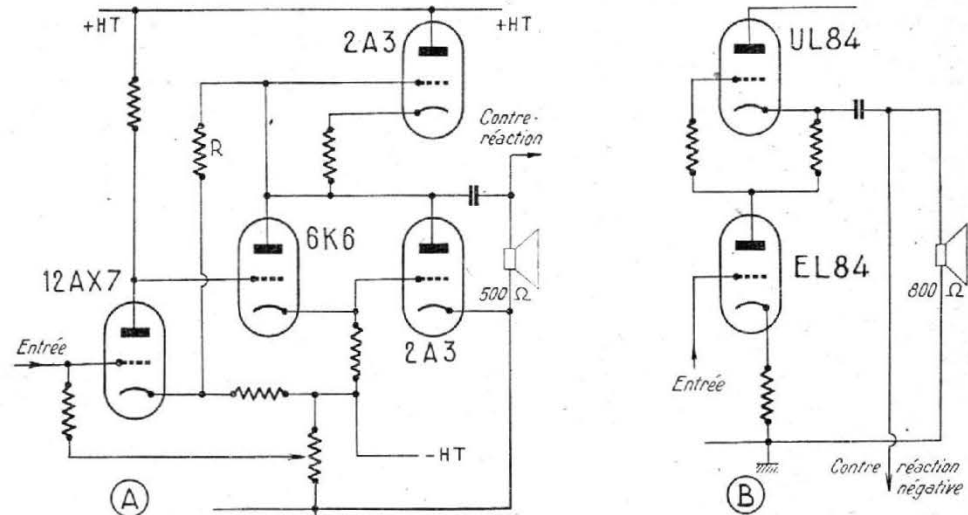 +HT
2A3
+HT
Contre-
réaction
R
6K6
12AX7
500 Ω
Entrée
2A3
-HT
A
UL84
EL84
800 Ω
Entrée
Contre réaction
négative
B